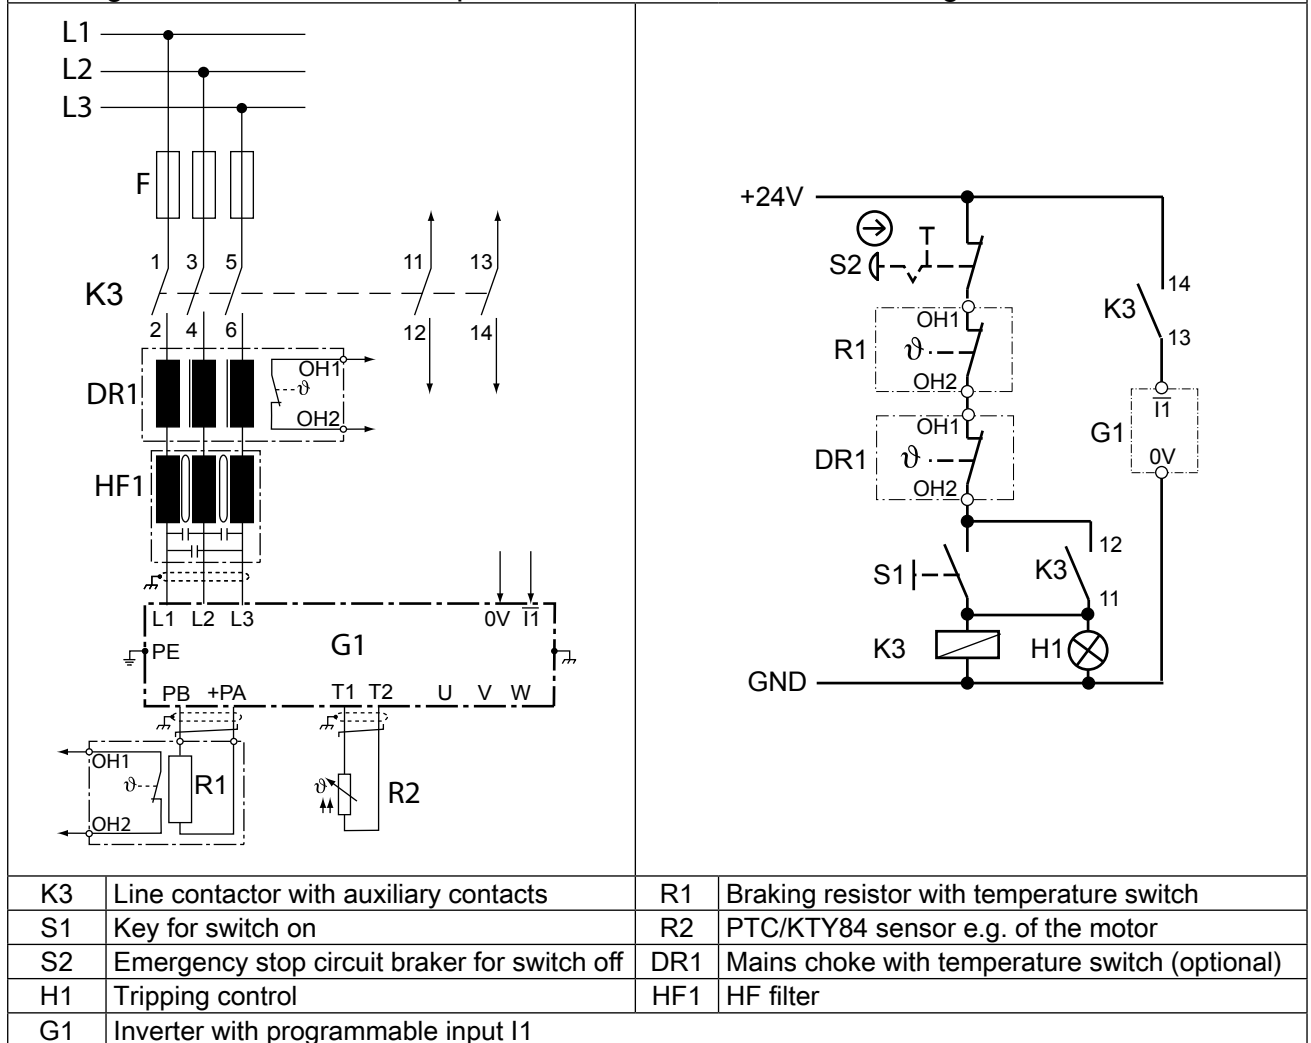 L1
L2
L3
F
1 3 5 11 13
K3
2 4 6 12 14
DR1
OH1
ϑ
OH2
HF1
L1 L2 L3 0V I1
PE
G1
PB +PA T1 T2 U V W
OH1
ϑ
R1
OH2
ϑ
R2
+24V
T
S2
OH1
R1 ϑ
OH2
OH1
DR1 ϑ
OH2
S1
12
K3
11
K3
H1
GND
14
K3
13
I1
G1
0V
K3 Line contactor with auxiliary contacts R1 Braking resistor with temperature switch
S1 Key for switch on R2 PTC/KTY84 sensor e.g. of the motor
S2 Emergency stop circuit braker for switch off DR1 Mains choke with temperature switch (optional)
H1 Tripping control HF1 HF filter
G1 Inverter with programmable input I1